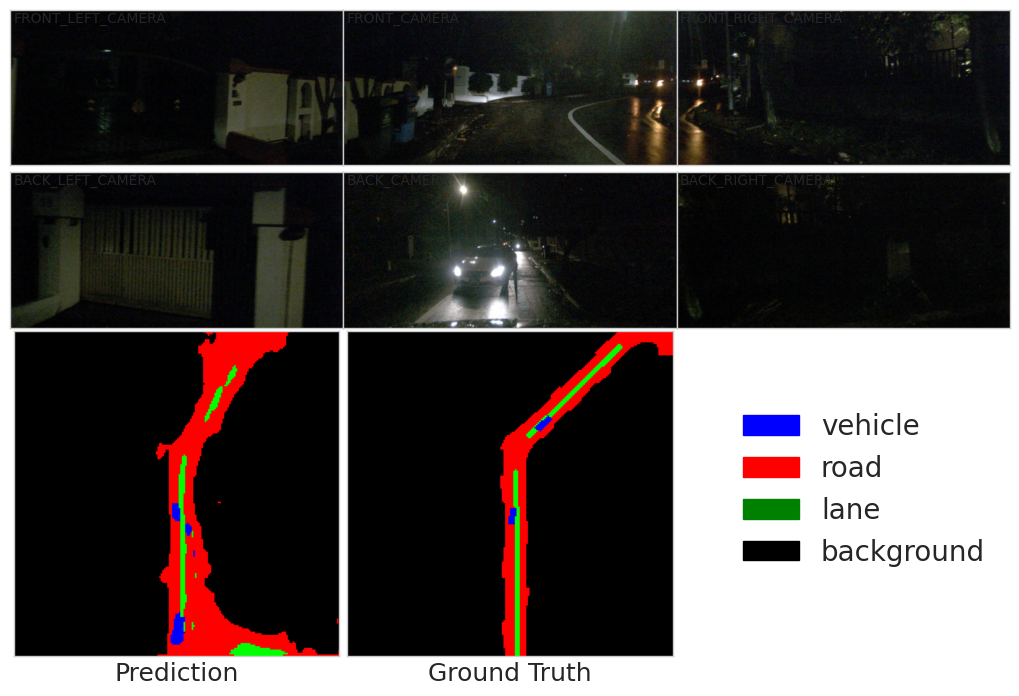 FRONT_LEFT_CAMERA
FRONT_CAMERA
FRONT_RIGHT_CAMERA
BACK_LEFT_CAMERA
BACK_CAMERA
BACK_RIGHT_CAMERA
vehicle
road
lane
background
Prediction
Ground Truth